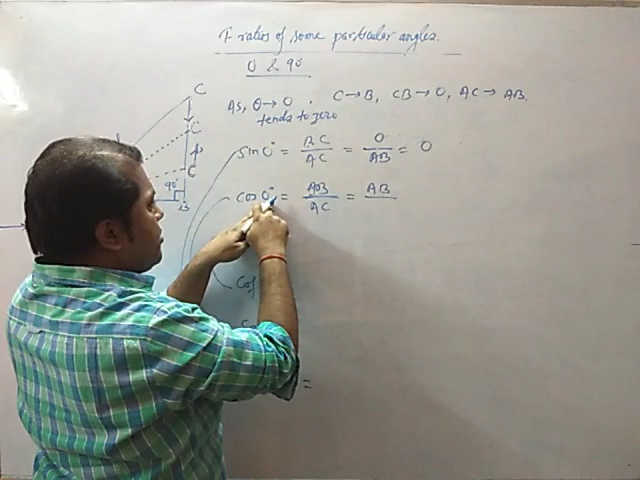 T ratios of some particular angles.
0 & 90
As, θ → 0 , C → B, CB → 0, AC → AB.
tends to zero
C
C
p
C
90°
B
sin 0° = BC/AC = 0/AB = 0
cos 0° = AB/AC = AB
=